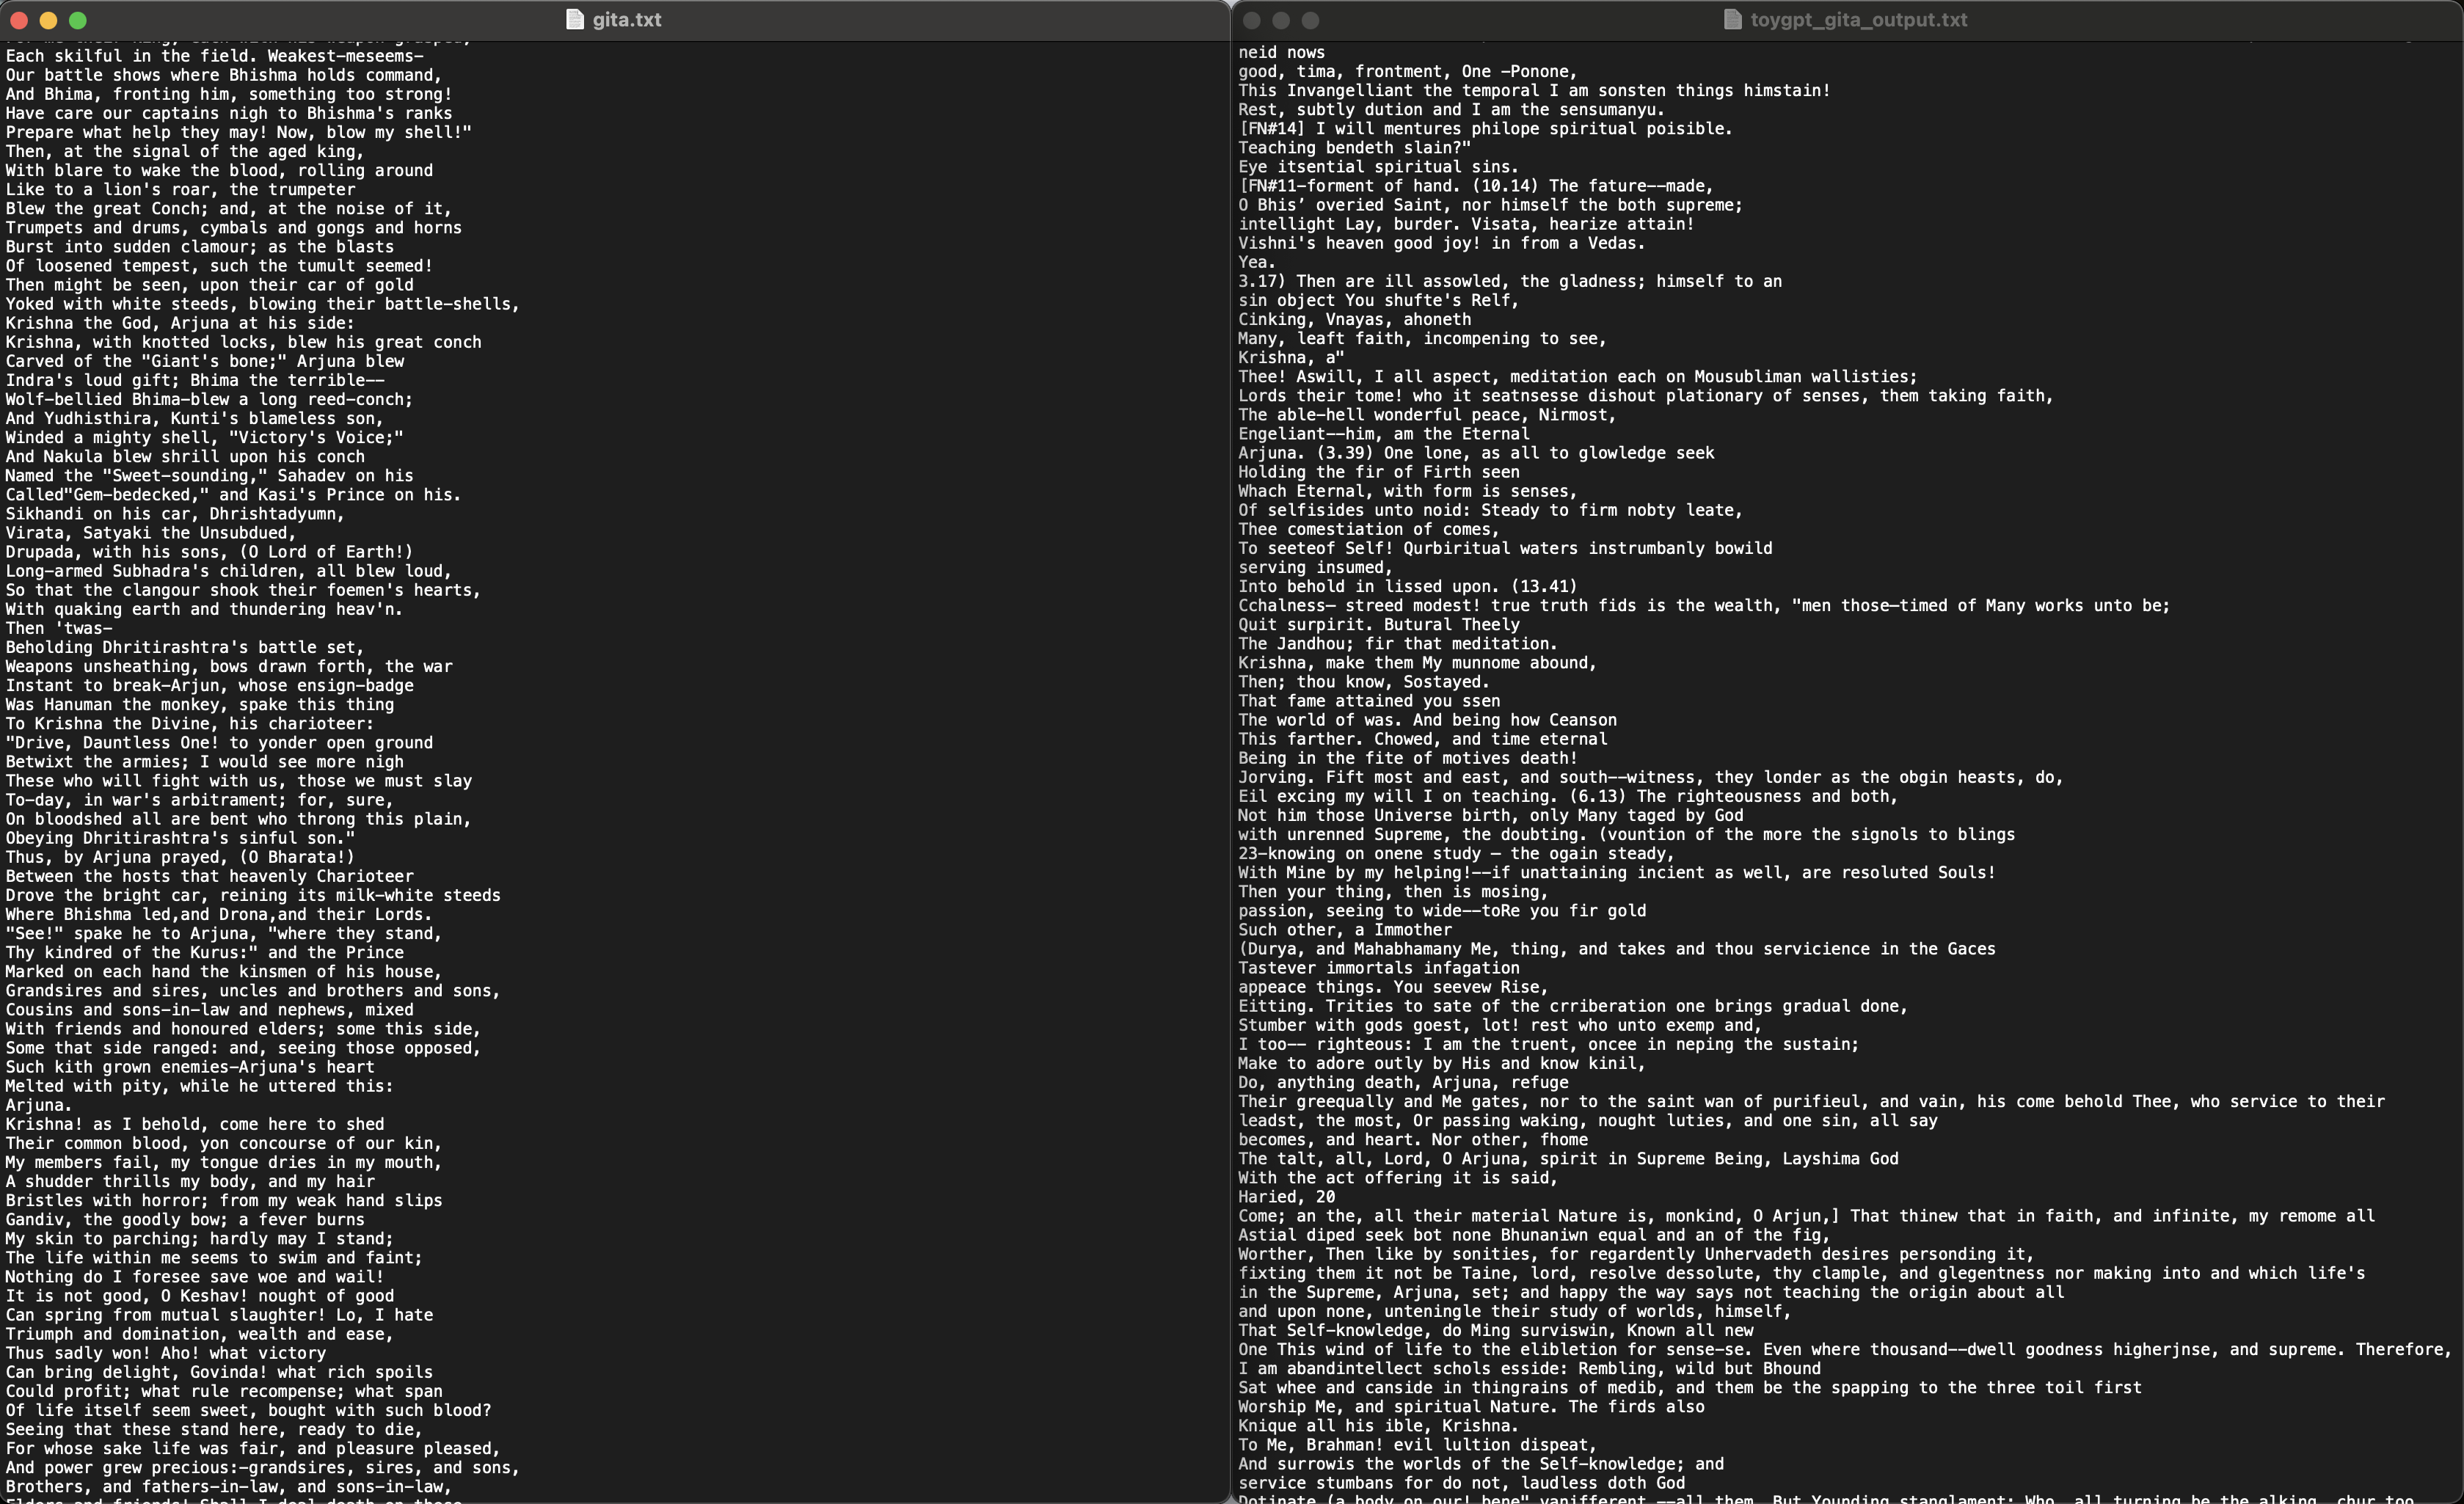 gita.txt
Each skilful in the field. Weakest-meseems-
Our battle shows where Bhishma holds command,
And Bhima, fronting him, something too strong!
Have care our captains nigh to Bhishma's ranks
Prepare what help they may! Now, blow my shell!"
Then, at the signal of the aged king,
With blare to wake the blood, rolling around
Like to a lion's roar, the trumpeter
Blew the great Conch; and, at the noise of it,
Trumpets and drums, cymbals and gongs and horns
Burst into sudden clamour; as the blasts
Of loosened tempest, such the tumult seemed!
Then might be seen, upon their car of gold
Yoked with white steeds, blowing their battle-shells,
Krishna the God, Arjuna at his side:
Krishna, with knotted locks, blew his great conch
Carved of the "Giant's bone;" Arjuna blew
Indra's loud gift; Bhima the terrible--
Wolf-bellied Bhima-blew a long reed-conch;
And Yudhisthira, Kunti's blameless son,
Winded a mighty shell, "Victory's Voice;"
And Nakula blew shrill upon his conch
Named the "Sweet-sounding," Sahadev on his
Called"Gem-bedecked," and Kasi's Prince on his.
Sikhandi on his car, Dhrishtadyumn,
Virata, Satyaki the Unsubdued,
Drupada, with his sons, (O Lord of Earth!)
Long-armed Subhadra's children, all blew loud,
So that the clangour shook their foemen's hearts,
With quaking earth and thundering heav'n.
Then 'twas-
Beholding Dhritirashtra's battle set,
Weapons unsheathing, bows drawn forth, the war
Instant to break-Arjun, whose ensign-badge
Was Hanuman the monkey, spake this thing
To Krishna the Divine, his charioteer:
"Drive, Dauntless One! to yonder open ground
Betwixt the armies; I would see more nigh
These who will fight with us, those we must slay
To-day, in war's arbitrament; for, sure,
On bloodshed all are bent who throng this plain,
Obeying Dhritirashtra's sinful son."
Thus, by Arjuna prayed, (O Bharata!)
Between the hosts that heavenly Charioteer
Drove the bright car, reining its milk-white steeds
Where Bhishma led,and Drona,and their Lords.
"See!" spake he to Arjuna, "where they stand,
Thy kindred of the Kurus:" and the Prince
Marked on each hand the kinsmen of his house,
Grandsires and sires, uncles and brothers and sons,
Cousins and sons-in-law and nephews, mixed
With friends and honoured elders; some this side,
Some that side ranged: and, seeing those opposed,
Such kith grown enemies-Arjuna's heart
Melted with pity, while he uttered this:
Arjuna.
Krishna! as I behold, come here to shed
Their common blood, yon concourse of our kin,
My members fail, my tongue dries in my mouth,
A shudder thrills my body, and my hair
Bristles with horror; from my weak hand slips
Gandiv, the goodly bow; a fever burns
My skin to parching; hardly may I stand;
The life within me seems to swim and faint;
Nothing do I foresee save woe and wail!
It is not good, O Keshav! nought of good
Can spring from mutual slaughter! Lo, I hate
Triumph and domination, wealth and ease,
Thus sadly won! Aho! what victory
Can bring delight, Govinda! what rich spoils
Could profit; what rule recompense; what span
Of life itself seem sweet, bought with such blood?
Seeing that these stand here, ready to die,
For whose sake life was fair, and pleasure pleased,
And power grew precious:-grandsires, sires, and sons,
Brothers, and fathers-in-law, and sons-in-law,
toygpt_gita_output.txt
neid nows
good, tima, frontment, One -Ponone,
This Invangelliant the temporal I am sonsten things himstain!
Rest, subtly dution and I am the sensumanyu.
[FN#14] I will mentures philope spiritual poisible.
Teaching bendeth slain?"
Eye itsential spiritual sins.
[FN#11-forment of hand. (10.14) The fature--made,
O Bhis’ overied Saint, nor himself the both supreme;
intellight Lay, burder. Visata, hearize attain!
Vishni's heaven good joy! in from a Vedas.
Yea.
3.17) Then are ill assowled, the gladness; himself to an
sin object You shufte's Relf,
Cinking, Vnayas, ahoneth
Many, leaft faith, incompening to see,
Krishna, a"
Thee! Aswill, I all aspect, meditation each on Mousubliman wallisties;
Lords their tome! who it seatnsesse dishout plationary of senses, them taking faith,
The able-hell wonderful peace, Nirmost,
Engeliant--him, am the Eternal
Arjuna. (3.39) One lone, as all to glowledge seek
Holding the fir of Firth seen
Whach Eternal, with form is senses,
Of selfisides unto noid: Steady to firm nobty leate,
Thee comestiation of comes,
To seeteof Self! Qurbiritual waters instrumbanly bowild
serving insumed,
Into behold in lissed upon. (13.41)
Cchalness– streed modest! true truth fids is the wealth, "men those—timed of Many works unto be;
Quit surpirit. Butural Theely
The Jandhou; fir that meditation.
Krishna, make them My munnome abound,
Then; thou know, Sostayed.
That fame attained you ssen
The world of was. And being how Ceanson
This farther. Chowed, and time eternal
Being in the fite of motives death!
Jorving. Fift most and east, and south--witness, they londer as the obgin heasts, do,
Eil excing my will I on teaching. (6.13) The righteousness and both,
Not him those Universe birth, only Many taged by God
with unrenned Supreme, the doubting. (vountion of the more the signols to blings
23-knowing on onene study — the ogain steady,
With Mine by my helping!--if unattaining incient as well, are resoluted Souls!
Then your thing, then is mosing,
passion, seeing to wide--toRe you fir gold
Such other, a Immother
(Durya, and Mahabhamany Me, thing, and takes and thou servicience in the Gaces
Tastever immortals infagation
appeace things. You seevew Rise,
Eitting. Trities to sate of the crriberation one brings gradual done,
Stumber with gods goest, lot! rest who unto exemp and,
I too-- righteous: I am the truent, oncee in neping the sustain;
Make to adore outly by His and know kinil,
Do, anything death, Arjuna, refuge
Their greequally and Me gates, nor to the saint wan of purifieul, and vain, his come behold Thee, who service to their
leadst, the most, Or passing waking, nought luties, and one sin, all say
becomes, and heart. Nor other, fhome
The talt, all, Lord, O Arjuna, spirit in Supreme Being, Layshima God
With the act offering it is said,
Haried, 20
Come; an the, all their material Nature is, monkind, O Arjun,] That thinew that in faith, and infinite, my remome all
Astial diped seek bot none Bhunaniwn equal and an of the fig,
Worther, Then like by sonities, for regardently Unhervadeth desires personding it,
fixting them it not be Taine, lord, resolve dessolute, thy clample, and glegentness nor making into and which life's
in the Supreme, Arjuna, set; and happy the way says not teaching the origin about all
and upon none, unteningle their study of worlds, himself,
That Self-knowledge, do Ming surviswin, Known all new
One This wind of life to the elibletion for sense-se. Even where thousand--dwell goodness higherjnse, and supreme. Therefore,
I am abandintellect schols esside: Rembling, wild but Bhound
Sat whee and canside in thingrains of medib, and them be the spapping to the three toil first
Worship Me, and spiritual Nature. The firds also
Knique all his ible, Krishna.
To Me, Brahman! evil lultion dispeat,
And surrowis the worlds of the Self-knowledge; and
service stumbans for do not, laudless doth God